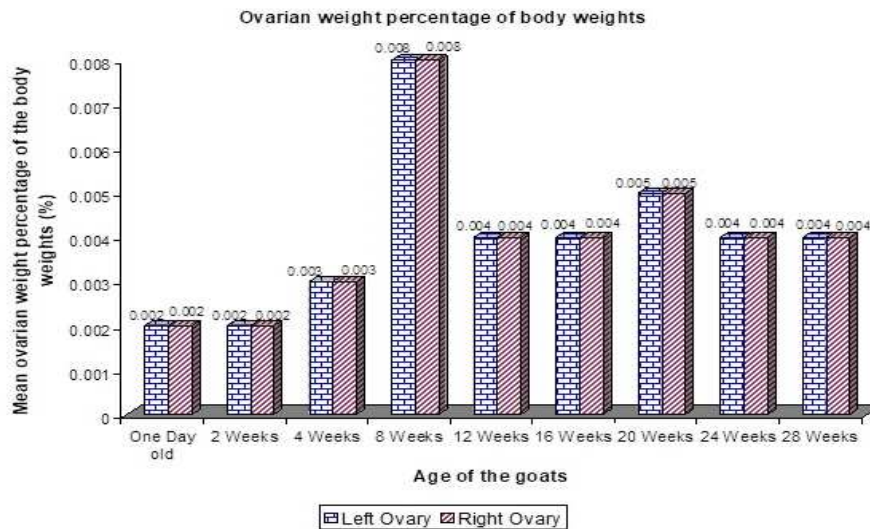 Ovarian weight percentage of body weights
Mean ovarian weight percentage of the body
weights (%)
0.008
0.007
0.006
0.005
0.004
0.003
0.002
0.001
0
0.002 0.002
0.002 0.002
0.003 0.003
0.008 0.008
0.004 0.004
0.004 0.004
0.005 0.005
0.004 0.004
0.004 0.004
One Day
old
2 Weeks
4 Weeks
8 Weeks
12 Weeks
16 Weeks
20 Weeks
24 Weeks
28 Weeks
Age of the goats
Left Ovary Right Ovary